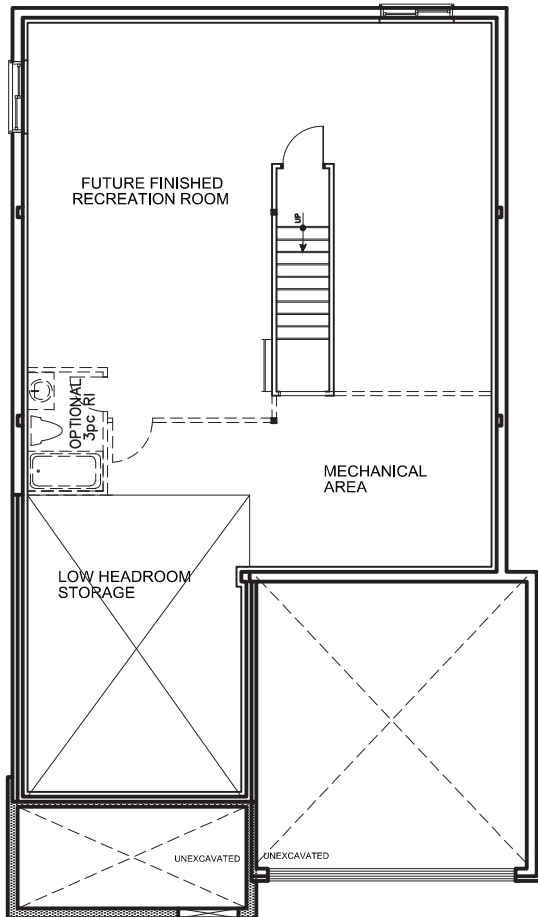 FUTURE FINISHED
RECREATION ROOM
UP
OPTIONAL
3pc RI
MECHANICAL
AREA
LOW HEADROOM
STORAGE
UNEXCAVATED
UNEXCAVATED